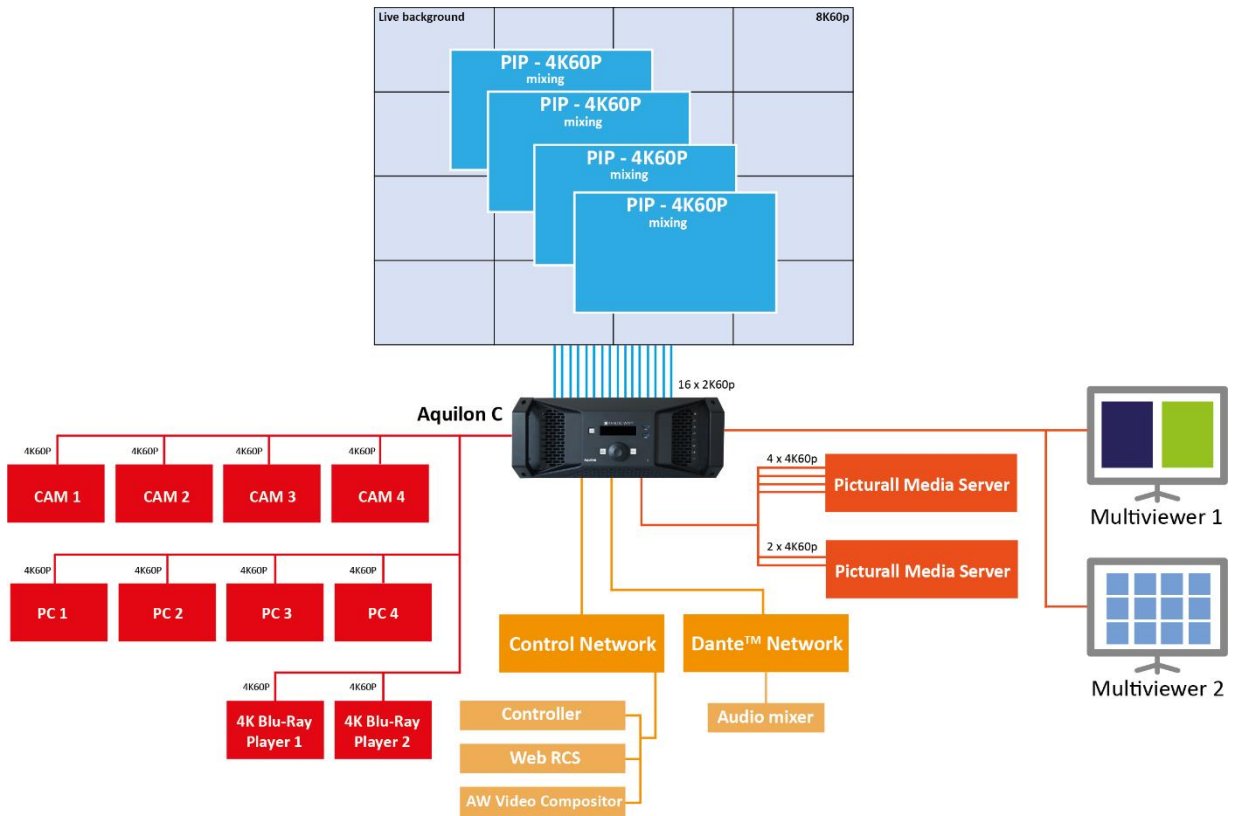 Live background
8K60p
PIP - 4K60P
mixing
PIP - 4K60P
mixing
PIP - 4K60P
mixing
PIP - 4K60P
mixing
16 x 2K60p
Aquilon C
4K60P
4K60P
4K60P
4K60P
CAM 1
CAM 2
CAM 3
CAM 4
4K60P
4K60P
4K60P
4K60P
PC 1
PC 2
PC 3
PC 4
4K60P
4K60P
4K Blu-Ray
Player 1
4K Blu-Ray
Player 2
Control Network
Controller
Web RCS
AW Video Compositor
Dante™ Network
Audio mixer
4 x 4K60p
Picturall Media Server
2 x 4K60p
Picturall Media Server
Multiviewer 1
Multiviewer 2